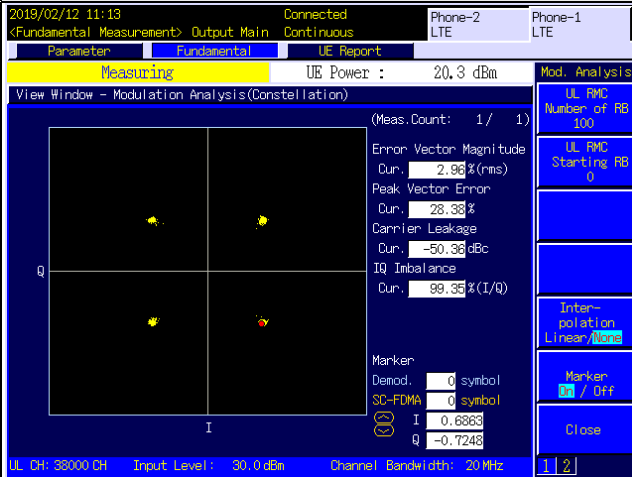 2019/02/12 11:13 Connected Phone-2 Phone-1
<Fundamental Measurement> Output Main Continuous LTE LTE
Parameter Fundamental UE Report
Measuring UE Power : 20.3 dBm Mod. Analysis
View Window - Modulation Analysis(Constellation)
UL RMC
Number of RB
100
(Meas.Count: 1/ 1)
Error Vector Magnitude
Cur. 2.96 %(rms)
Peak Vector Error
Cur. 28.38 %
Carrier Leakage
Cur. -50.36 dBc
IQ Imbalance
Cur. 99.35 %(I/Q)
UL RMC
Starting RB
0
Q
I
Inter-
polation
Linear/None
Marker
Demod. 0 symbol
SC-FDMA 0 symbol
I 0.6863
Q -0.7248
Marker
On / Off
Close
UL CH: 38000 CH Input Level: 30.0 dBm Channel Bandwidth: 20 MHz
1 2